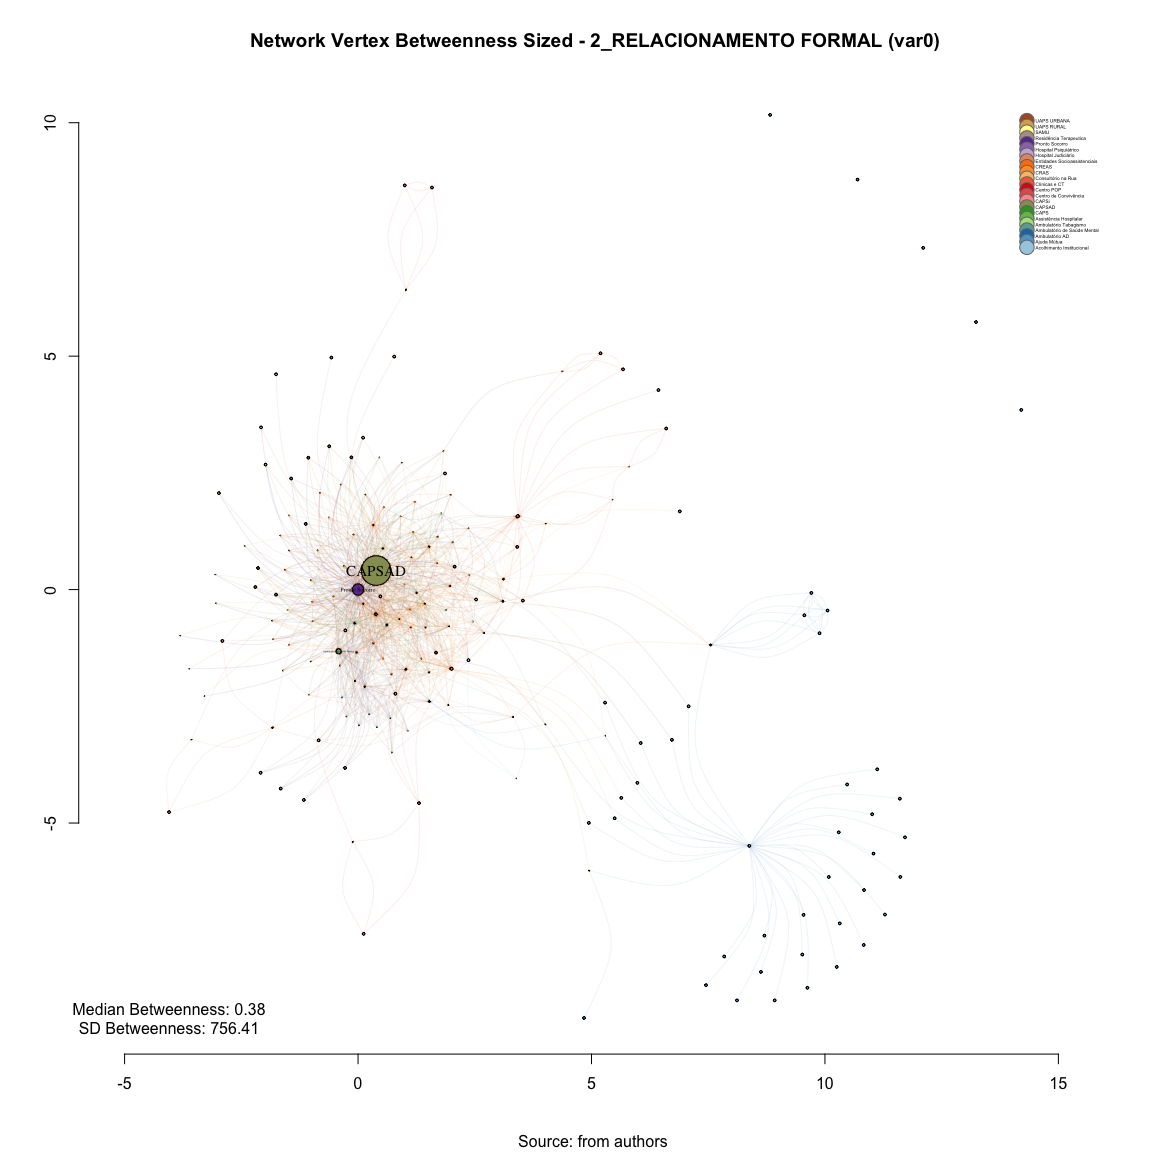 Network Vertex Betweenness Sized - 2_RELACIONAMENTO FORMAL (var0)
10
5
0
-5
UAPS URBANA
UAPS RURAL
SAMU
Residência Terapeutica
Pronto Socorro
Hospital Psiquiátrico
Hospital Judiciário
Entidades Socioassistenciais
CREAS
CRAS
Consultório na Rua
Clínicas e CT
Centro POP
Centro de Convivência
CAPSI
CAPSAD
CAPS
Assistência Hospitalar
Ambulatório Tabagismo
Ambulatório de Saúde Mental
Ambulatório AD
Ajuda Mútua
Acolhimento Institucional
CAPSAD
Median Betweenness: 0.38
SD Betweenness: 756.41
-5
0
5
10
15
Source: from authors